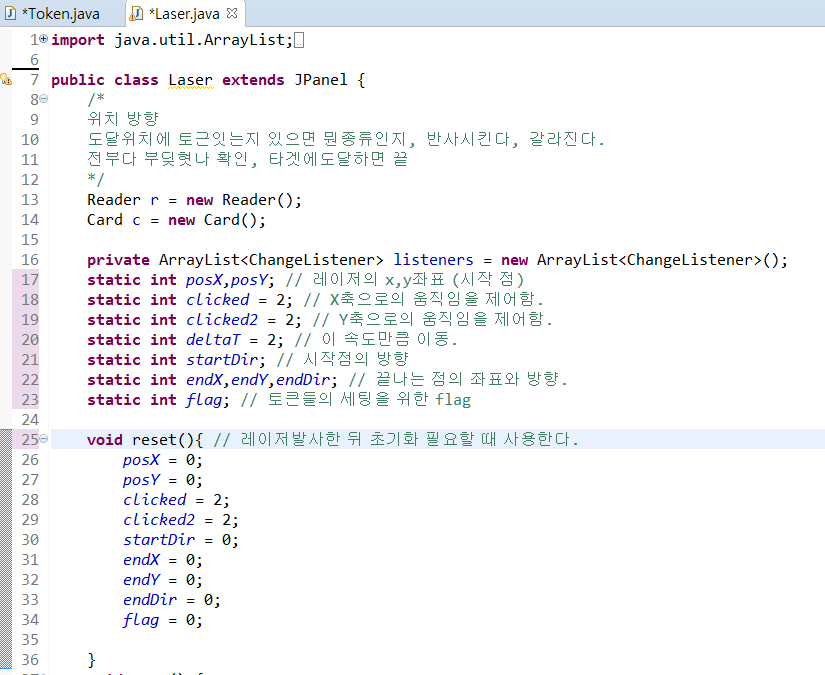 *Token.java *Laser.java
1 import java.util.ArrayList;
6
7 public class Laser extends JPanel {
8 /*
9 위치 방향
10 도달위치에 토근잇는지 있으면 뭔종류인지, 반사시킨다, 갈라진다.
11 전부다 부딪혓나 확인, 타겟에도달하면 끝
12 */
13 Reader r = new Reader();
14 Card c = new Card();
15
16 private ArrayList<ChangeListener> listeners = new ArrayList<ChangeListener>();
17 static int posX,posY; // 레이저의 x,y좌표 (시작 점)
18 static int clicked = 2; // X축으로의 움직임을 제어함.
19 static int clicked2 = 2; // Y축으로의 움직임을 제어함.
20 static int deltaT = 2; // 이 속도만큼 이동.
21 static int startDir; // 시작점의 방향
22 static int endX,endY,endDir; // 끝나는 점의 좌표와 방향.
23 static int flag; // 토큰들의 세팅을 위한 flag
24
25 void reset(){ // 레이저발사한 뒤 초기화 필요할 때 사용한다.
26 posX = 0;
27 posY = 0;
28 clicked = 2;
29 clicked2 = 2;
30 startDir = 0;
31 endX = 0;
32 endY = 0;
33 endDir = 0;
34 flag = 0;
35
36 }